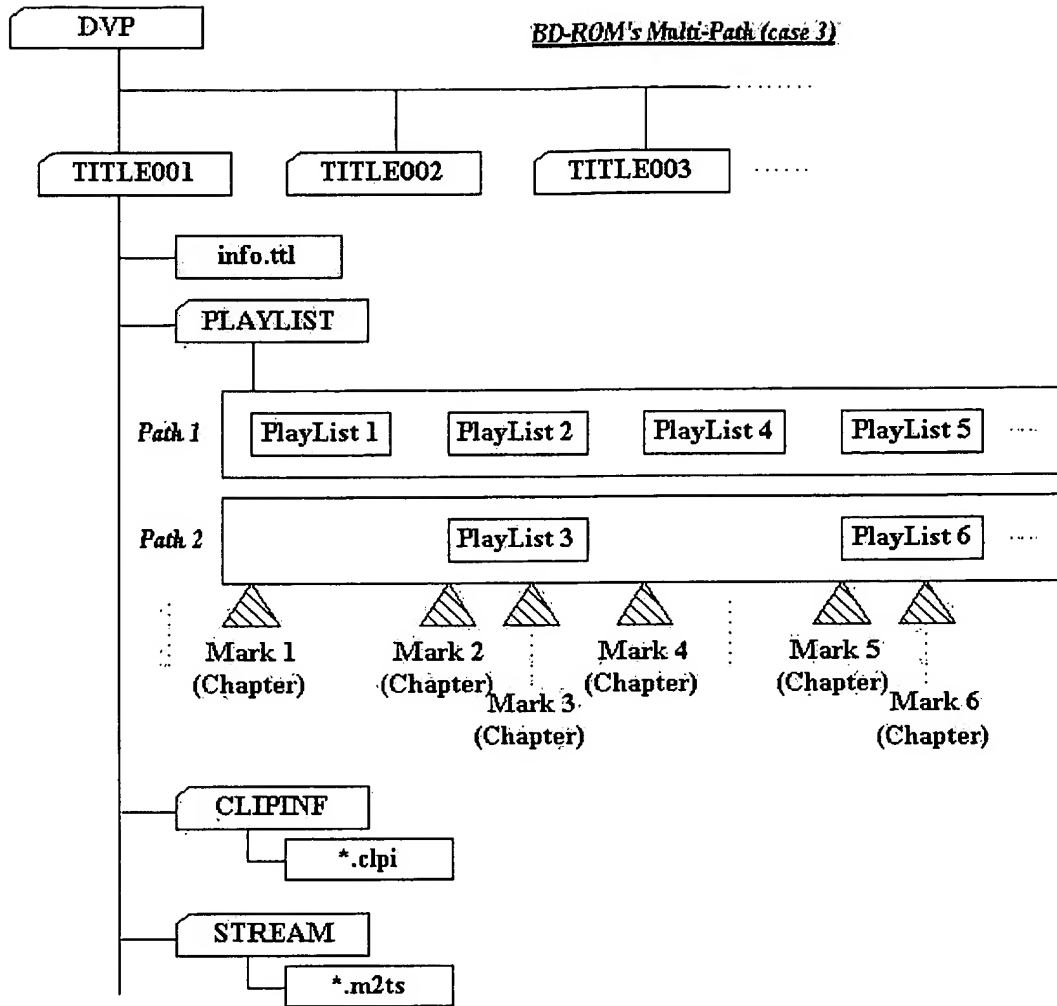 DVP
BD-ROM's Multi-Path (case 3)
TITLE001
TITLE002
TITLE003
info.ttl
PLAYLIST
Path 1
PlayList 1
PlayList 2
PlayList 4
PlayList 5
Path 2
PlayList 3
PlayList 6
Mark 1
(Chapter)
Mark 2
(Chapter)
Mark 3
(Chapter)
Mark 4
(Chapter)
Mark 5
(Chapter)
Mark 6
(Chapter)
CLIPINF
*.clpi
STREAM
*.m2ts